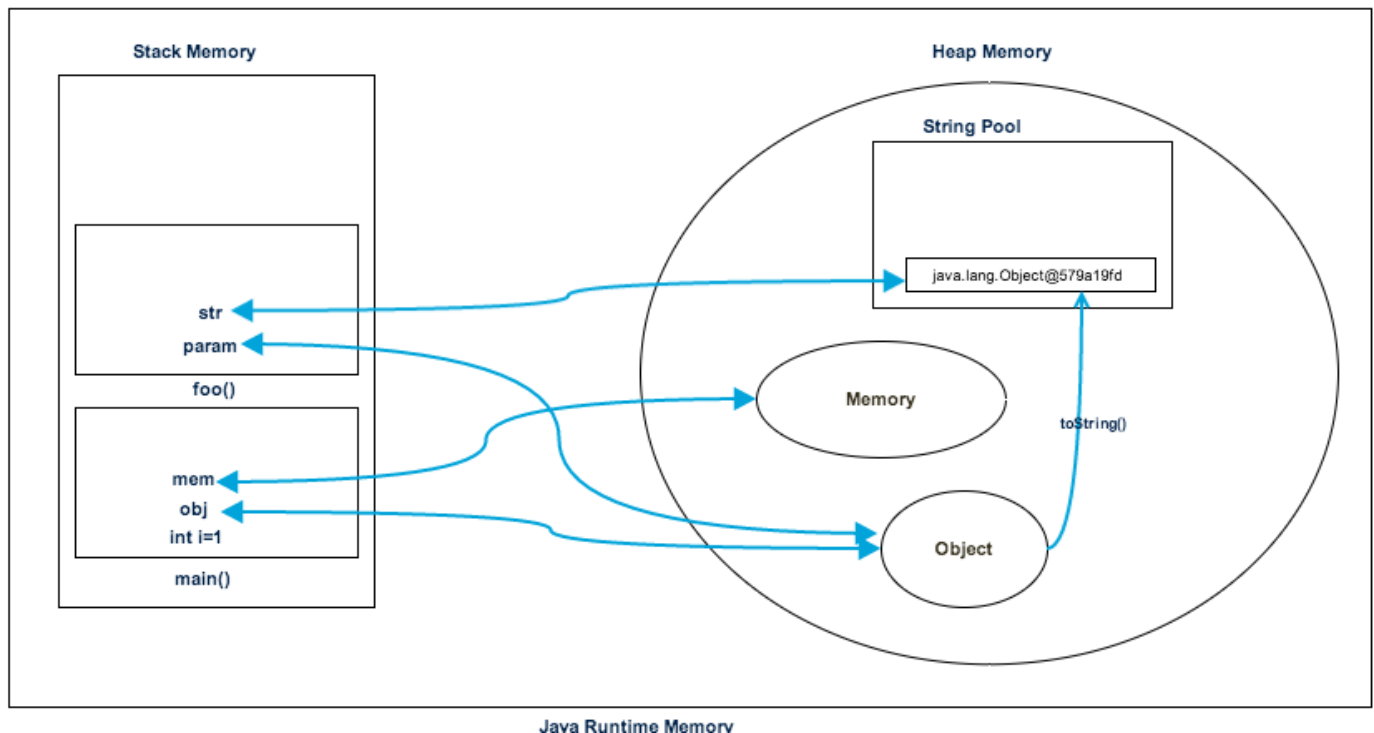 Stack Memory
Heap Memory
String Pool
java.lang.Object@579a19fd
str
param
foo()
Memory
toString()
mem
obj
int i=1
Object
main()
Java Runtime Memory